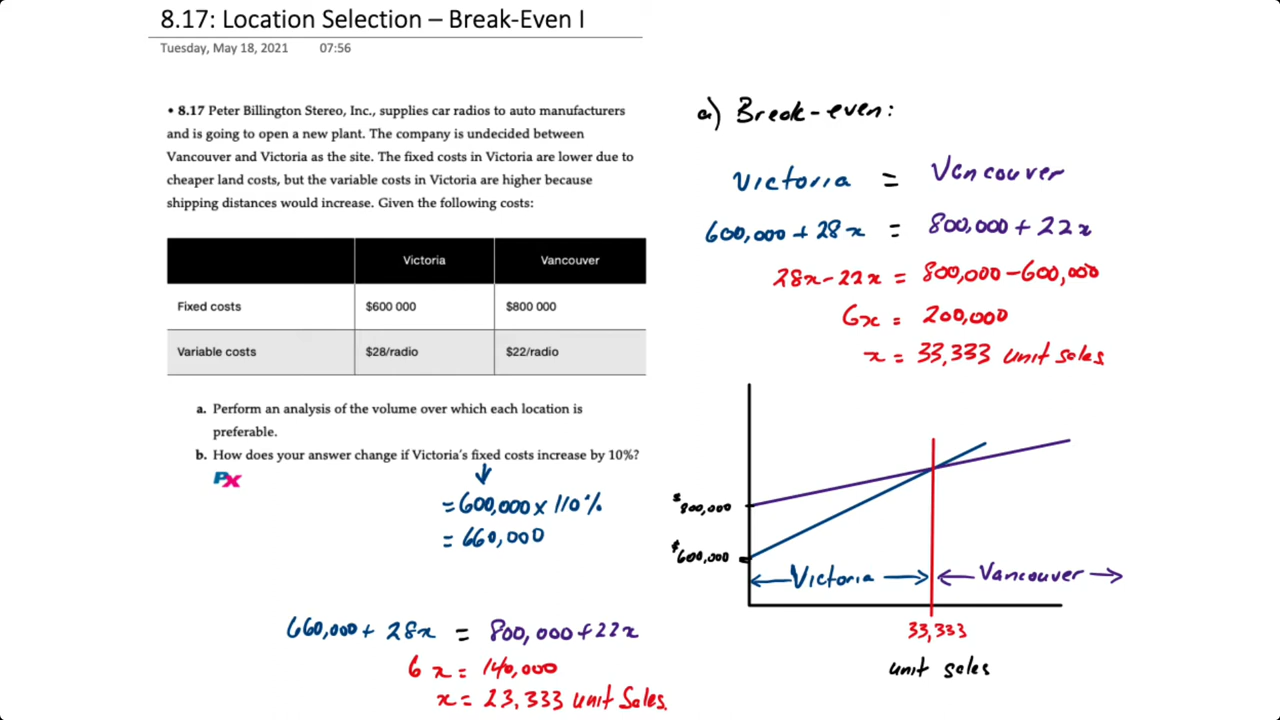 8.17: Location Selection – Break-Even I
Tuesday, May 18, 2021 07:56
• 8.17 Peter Billington Stereo, Inc., supplies car radios to auto manufacturers
and is going to open a new plant. The company is undecided between
Vancouver and Victoria as the site. The fixed costs in Victoria are lower due to
cheaper land costs, but the variable costs in Victoria are higher because
shipping distances would increase. Given the following costs:
Victoria Vancouver
Fixed costs $600 000 $800 000
Variable costs $28/radio $22/radio
a. Perform an analysis of the volume over which each location is
preferable.
b. How does your answer change if Victoria's fixed costs increase by 10%?
PX
= 600,000 x 110%
= 660,000
660,000 + 28x = 800,000 + 22x
6x = 140,000
x = 23,333 unit sales.
a) Break-even:
Victoria = Vancouver
600,000 + 28x = 800,000 + 22x
28x - 22x = 800,000 - 600,000
6x = 200,000
x = 33,333 unit sales
$800,000
$600,000
Victoria Vancouver
33,333
unit sales